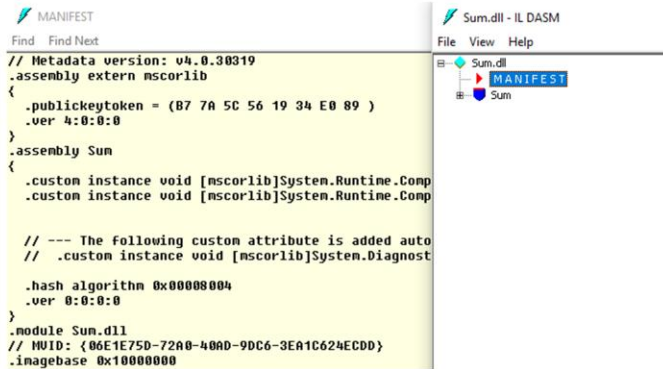 MANIFEST
Find Find Next
// Metadata version: v4.0.30319
.assembly extern mscorlib
{
.publickeytoken = (B7 7A 5C 56 19 34 E0 89 )
.ver 4:0:0:0
}
.assembly Sum
{
.custom instance void [mscorlib]System.Runtime.Comp
.custom instance void [mscorlib]System.Runtime.Comp
// --- The following custom attribute is added auto
// .custom instance void [mscorlib]System.Diagnost
.hash algorithm 0x00008004
.ver 0:0:0:0
}
.module Sum.dll
// MVID: {06E1E75D-72A0-40AD-9DC6-3EA1C624ECDD}
.imagebase 0x10000000
Sum.dll - IL DASM
File View Help
Sum.dll
MANIFEST
Sum